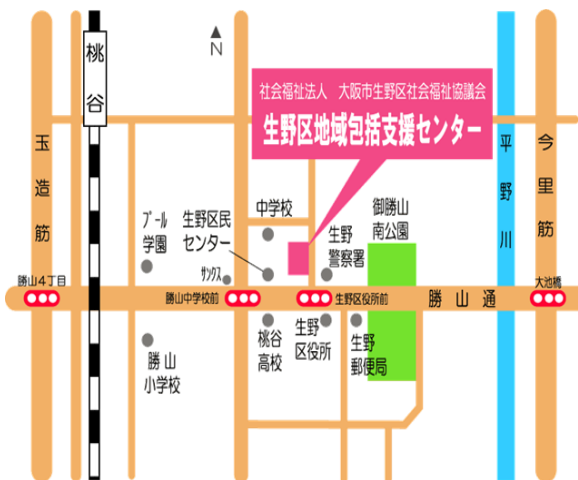 N
桃谷
社会福祉法人 大阪市生野区社会福祉協議会
生野区地域包括支援センター
玉造筋
平野川
今里筋
プール
学園
生野区民
センター
中学校
御勝山
南公園
生野
警察署
サンクス
勝山4丁目
勝山中学校前
生野区役所前
勝山通
大池橋
勝山
小学校
桃谷
高校
生野
区役所
生野
郵便局